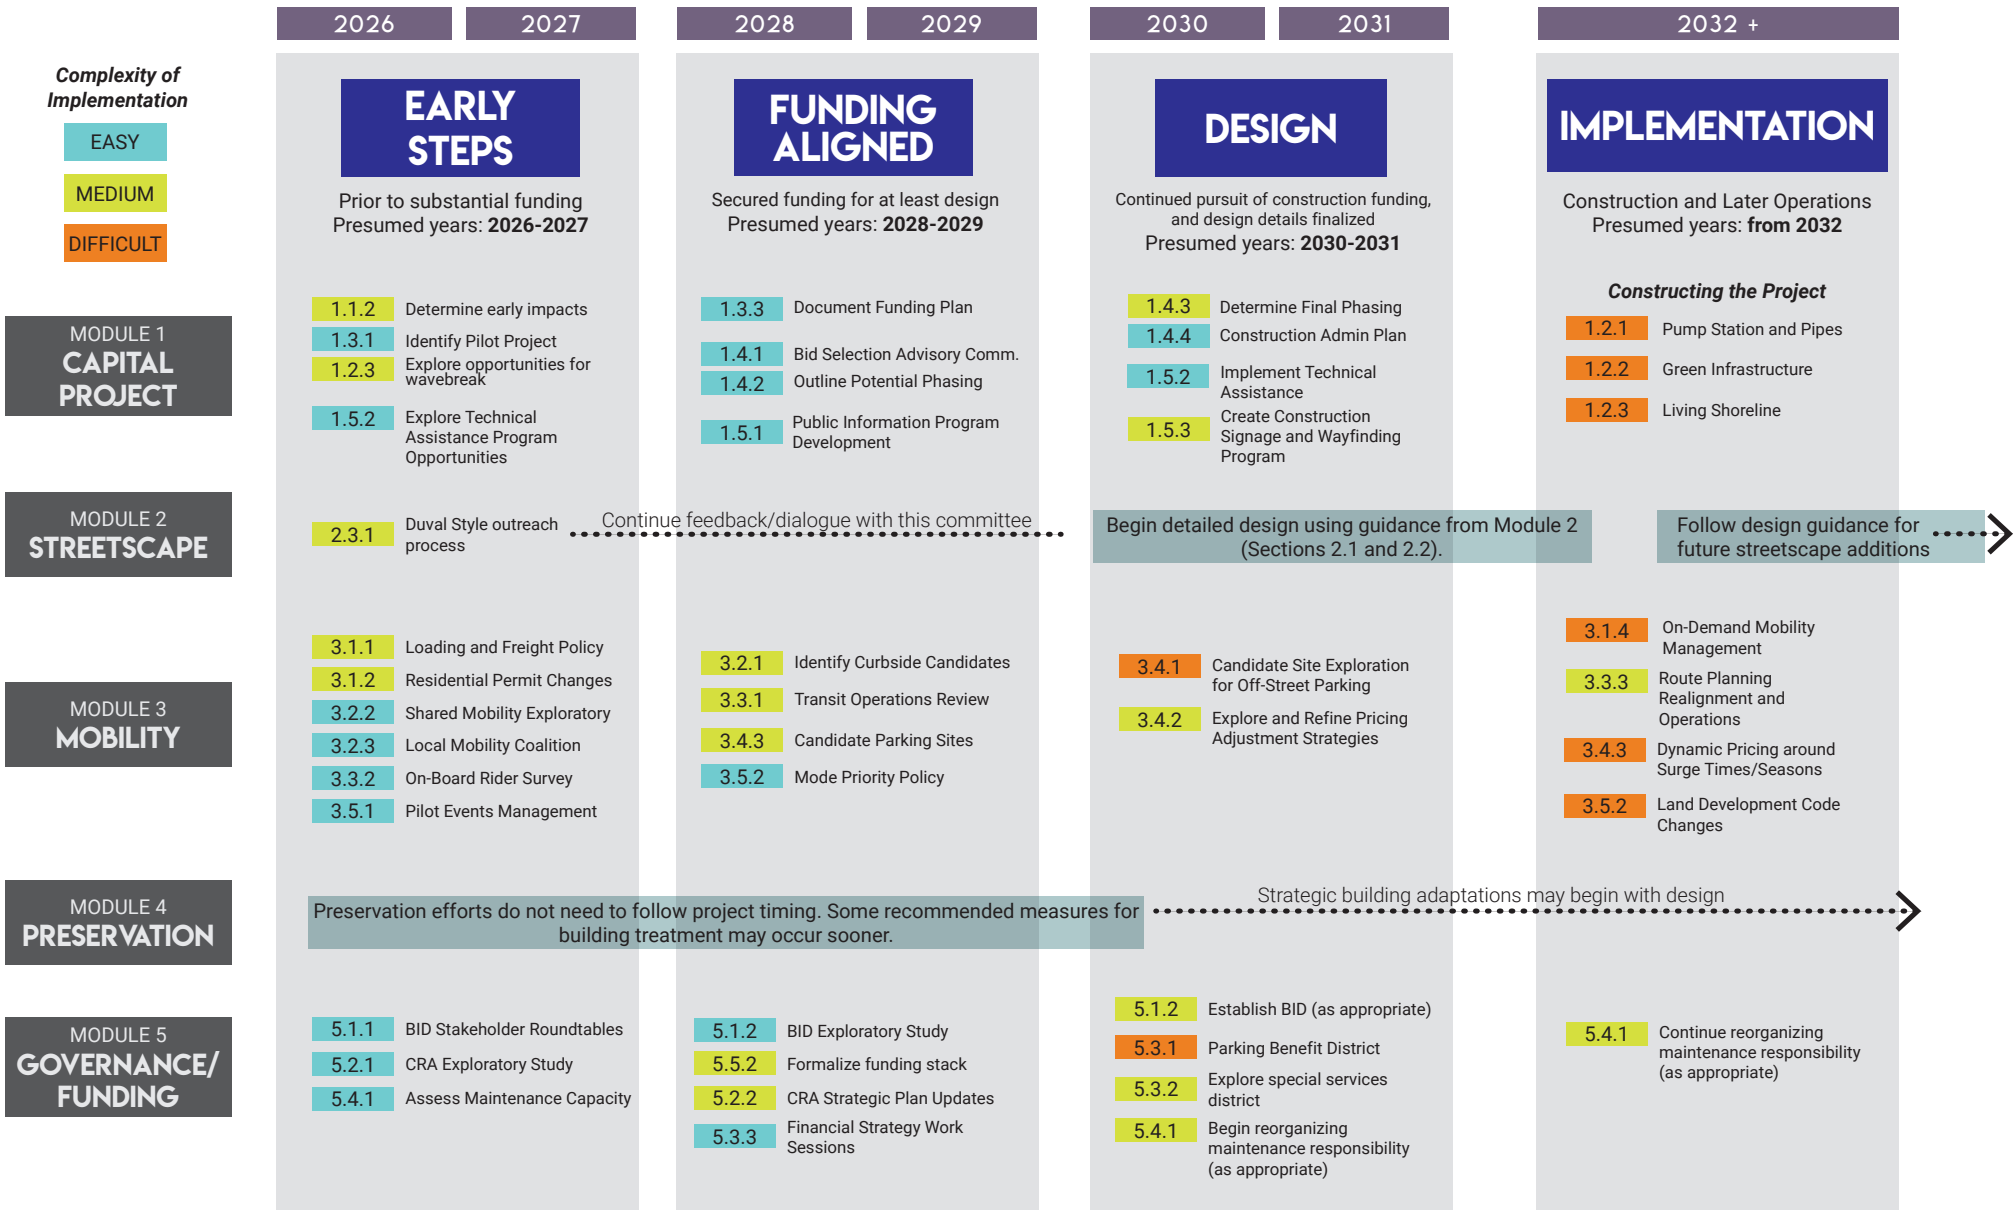 2026
2027
2028
2029
2030
2031
2032 +
Complexity of
Implementation
EASY
MEDIUM
DIFFICULT
EARLY
STEPS
Prior to substantial funding
Presumed years: 2026-2027
FUNDING
ALIGNED
Secured funding for at least design
Presumed years: 2028-2029
DESIGN
Continued pursuit of construction funding,
and design details finalized
Presumed years: 2030-2031
IMPLEMENTATION
Construction and Later Operations
Presumed years: from 2032
MODULE 1
CAPITAL
PROJECT
1.1.2 Determine early impacts
1.3.1 Identify Pilot Project
1.2.3 Explore opportunities for
wavebreak
1.5.2 Explore Technical
Assistance Program
Opportunities
1.3.3 Document Funding Plan
1.4.1 Bid Selection Advisory Comm.
1.4.2 Outline Potential Phasing
1.5.1 Public Information Program
Development
1.4.3 Determine Final Phasing
1.4.4 Construction Admin Plan
1.5.2 Implement Technical
Assistance
1.5.3 Create Construction
Signage and Wayfinding
Program
Constructing the Project
1.2.1 Pump Station and Pipes
1.2.2 Green Infrastructure
1.2.3 Living Shoreline
MODULE 2
STREETSCAPE
2.3.1 Duval Style outreach
process
Continue feedback/dialogue with this committee
Begin detailed design using guidance from Module 2
(Sections 2.1 and 2.2).
Follow design guidance for
future streetscape additions
MODULE 3
MOBILITY
3.1.1 Loading and Freight Policy
3.1.2 Residential Permit Changes
3.2.2 Shared Mobility Exploratory
3.2.3 Local Mobility Coalition
3.3.2 On-Board Rider Survey
3.5.1 Pilot Events Management
3.2.1 Identify Curbside Candidates
3.3.1 Transit Operations Review
3.4.3 Candidate Parking Sites
3.5.2 Mode Priority Policy
3.4.1 Candidate Site Exploration
for Off-Street Parking
3.4.2 Explore and Refine Pricing
Adjustment Strategies
3.1.4 On-Demand Mobility
Management
3.3.3 Route Planning
Realignment and
Operations
3.4.3 Dynamic Pricing around
Surge Times/Seasons
3.5.2 Land Development Code
Changes
MODULE 4
PRESERVATION
Preservation efforts do not need to follow project timing. Some recommended measures for
building treatment may occur sooner.
Strategic building adaptations may begin with design
MODULE 5
GOVERNANCE/
FUNDING
5.1.1 BID Stakeholder Roundtables
5.2.1 CRA Exploratory Study
5.4.1 Assess Maintenance Capacity
5.1.2 BID Exploratory Study
5.5.2 Formalize funding stack
5.2.2 CRA Strategic Plan Updates
5.3.3 Financial Strategy Work
Sessions
5.1.2 Establish BID (as appropriate)
5.3.1 Parking Benefit District
5.3.2 Explore special services
district
5.4.1 Begin reorganizing
maintenance responsibility
(as appropriate)
5.4.1 Continue reorganizing
maintenance responsibility
(as appropriate)